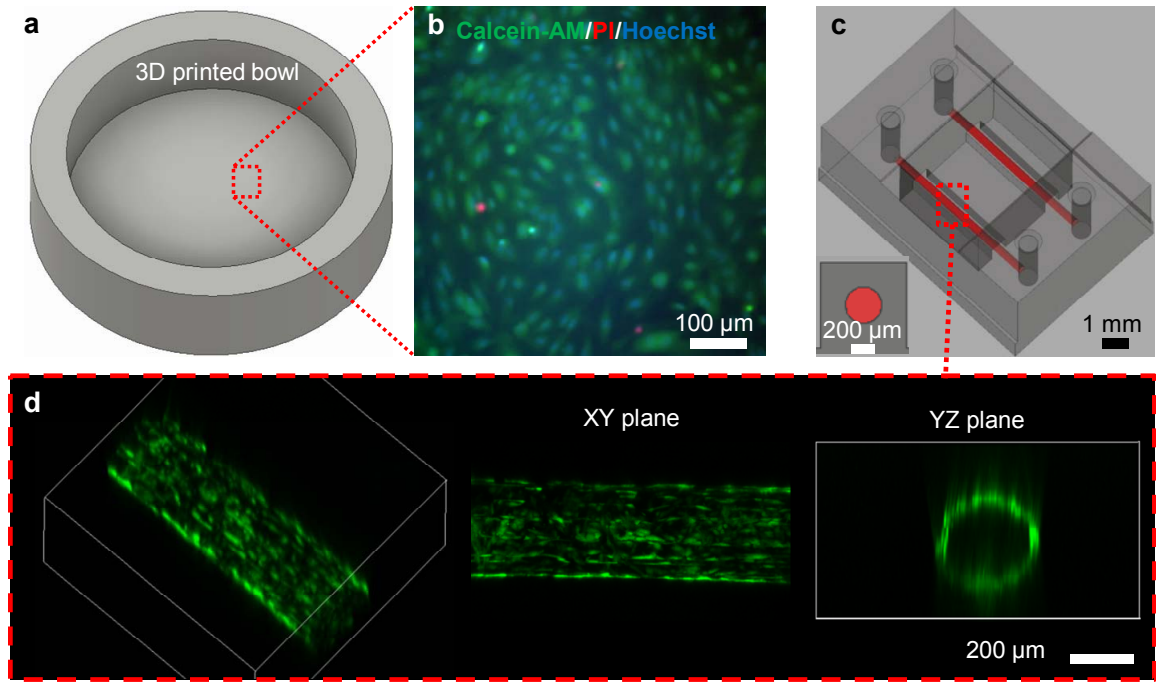 a
3D printed bowl
b
Calcein-AM/PI/Hoechst
100 µm
c
200 µm
1 mm
d
XY plane
YZ plane
200 µm